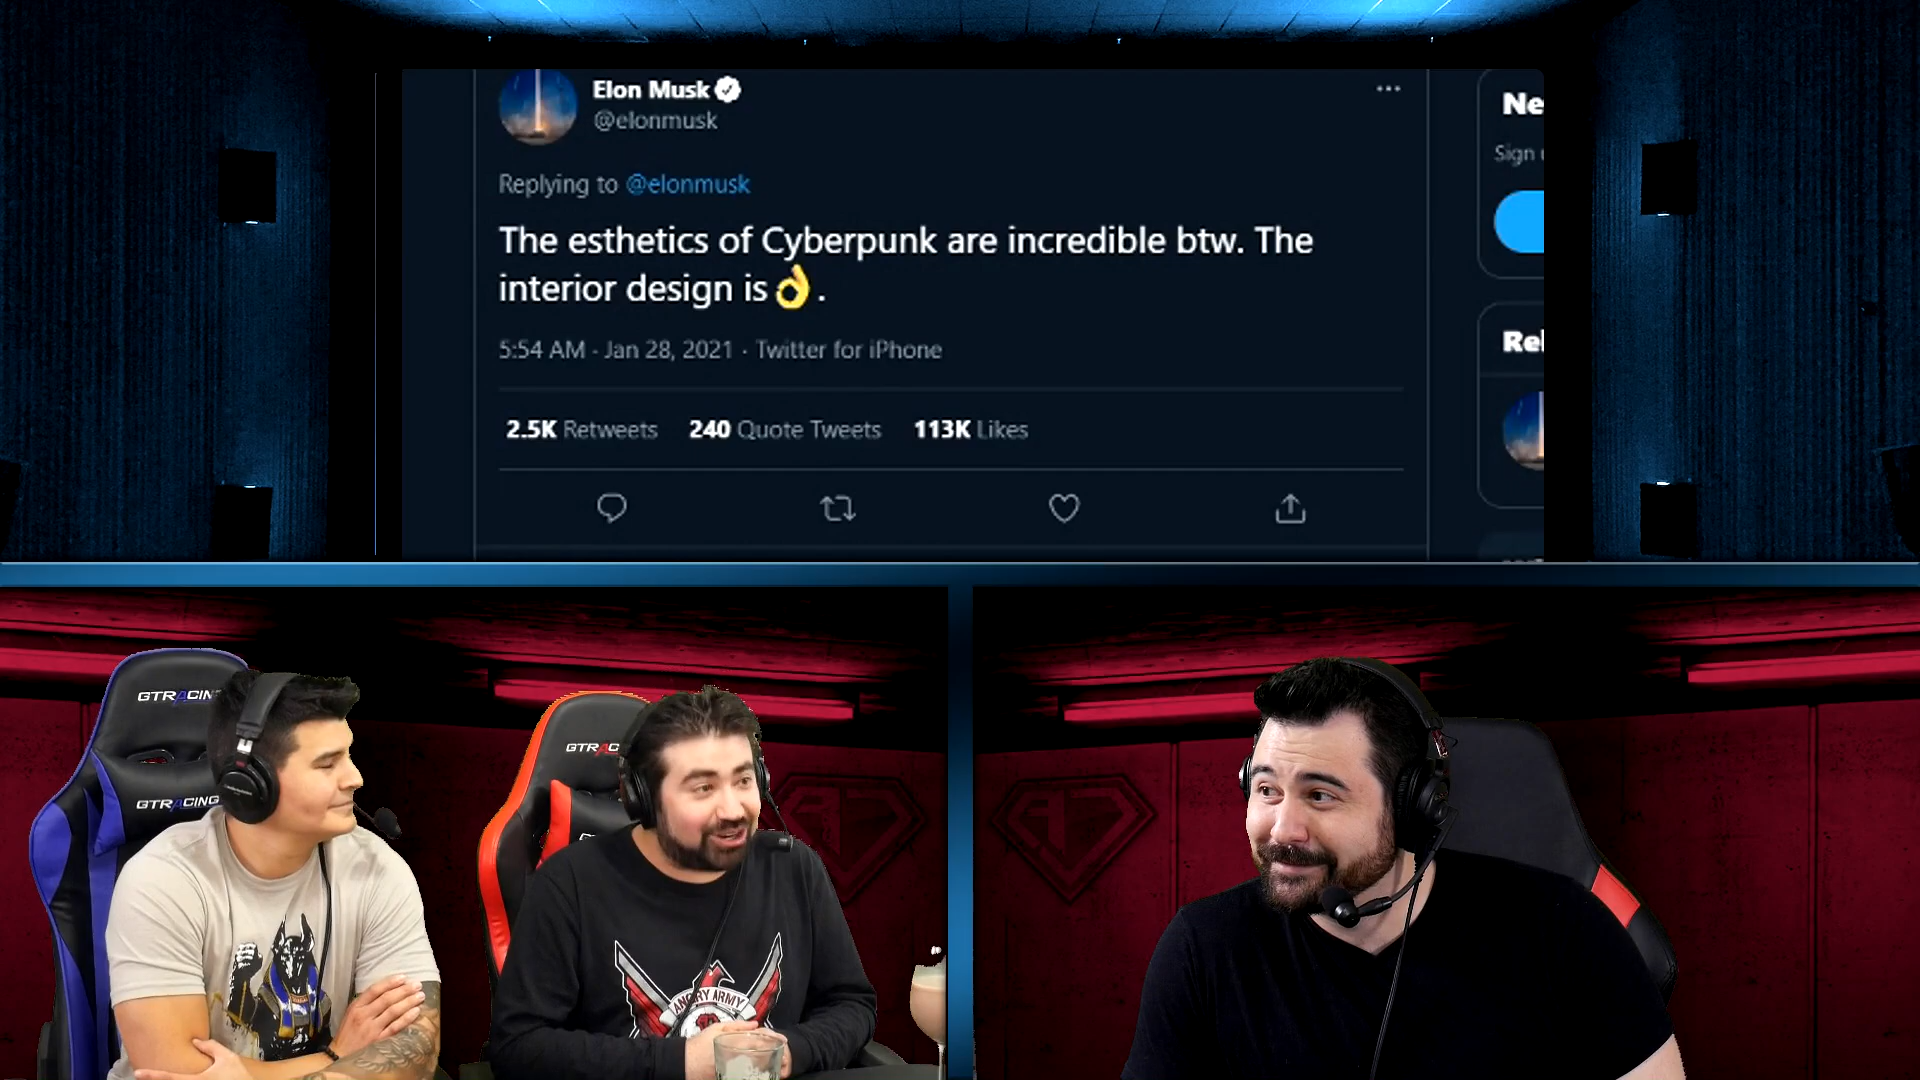 Elon Musk
@elonmusk
Replying to @elonmusk
The esthetics of Cyberpunk are incredible btw. The
interior design is👌.
5:54 AM · Jan 28, 2021 · Twitter for iPhone
2.5K Retweets 240 Quote Tweets 113K Likes
Ne
Sign
Rel
GTRACIN
GTRACING
GTRAC
ANGRY ARMY